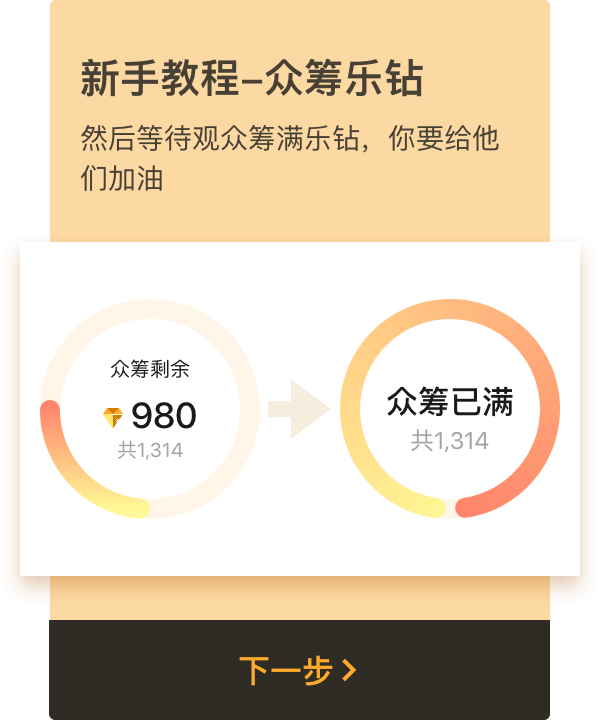 新手教程–众筹乐钻
然后等待观众筹满乐钻，你要给他
们加油
众筹剩余
980
共1,314
众筹已满
共1,314
下一步